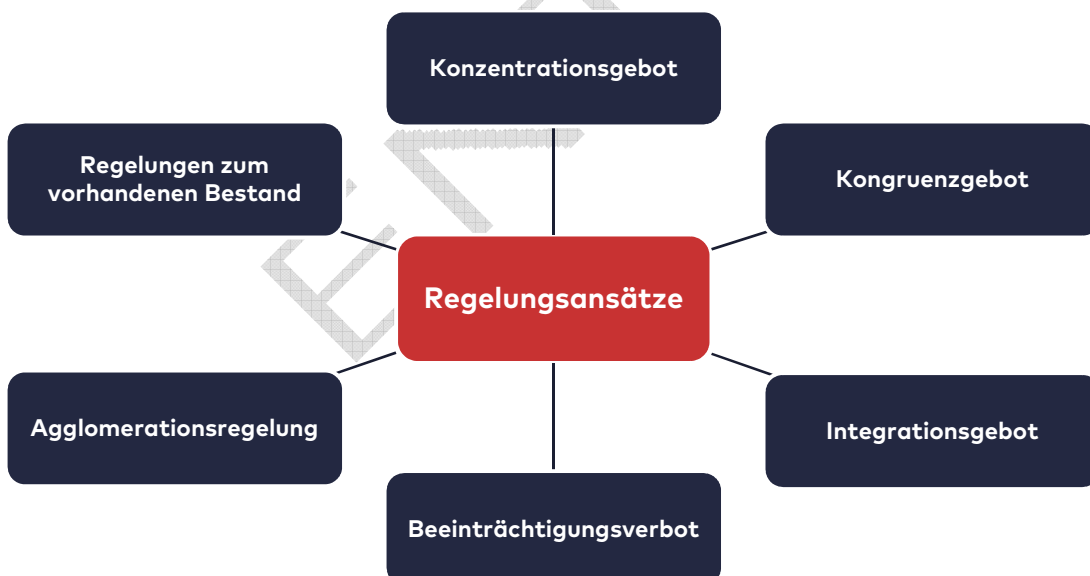 Konzentrationsgebot
Regelungen zum
vorhandenen Bestand
Kongruenzgebot
Regelungsansätze
Agglomerationsregelung
Integrationsgebot
Beeinträchtigungsverbot